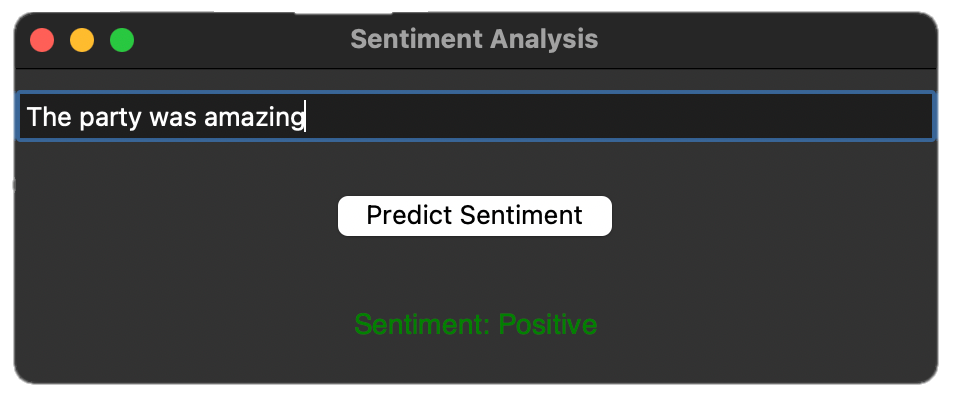 Sentiment Analysis
The party was amazing
Predict Sentiment
Sentiment: Positive